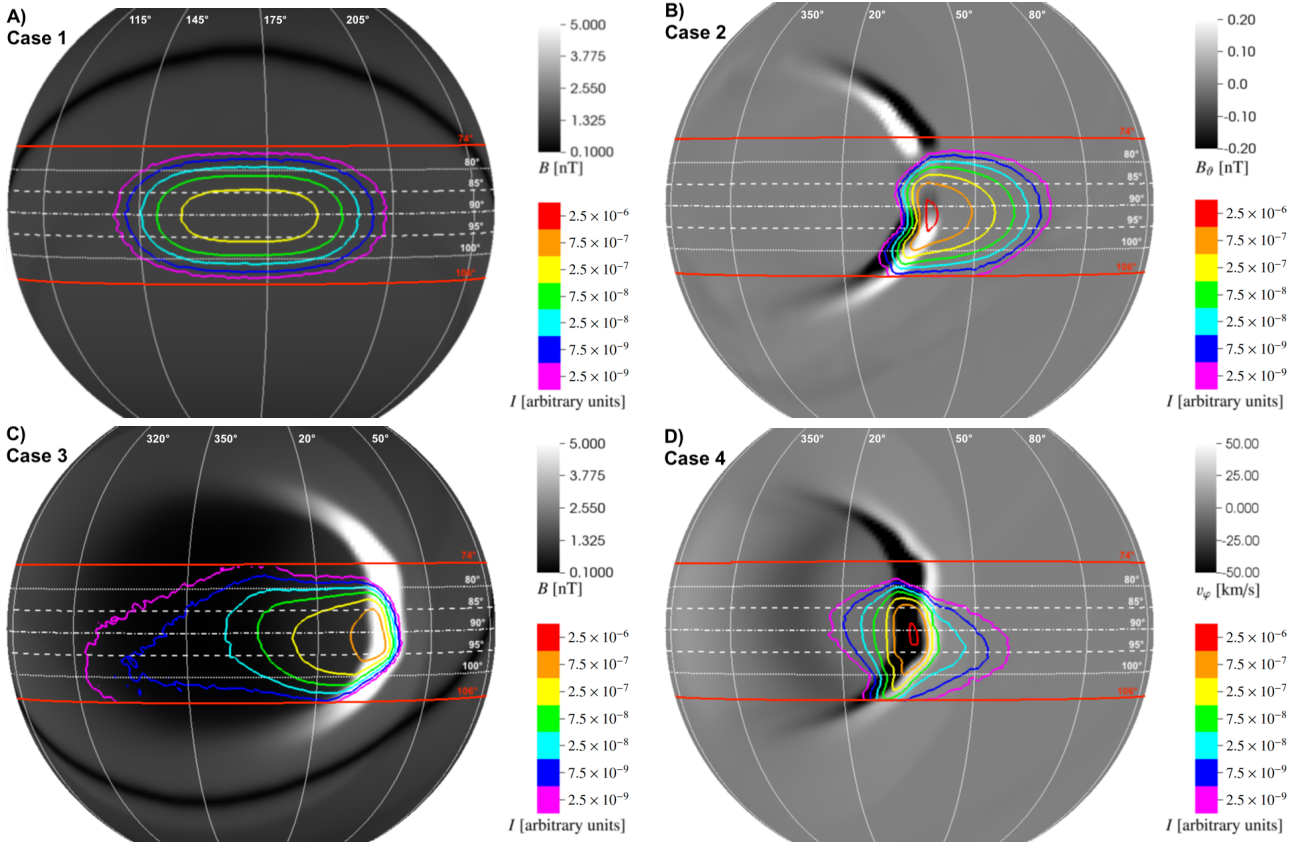 A)
Case 1
115°
145°
175°
205°
74°
80°
85°
90°
95°
100°
106°
5.000
3.775
2.550
1.325
0.1000
B [nT]
2.5 × 10⁻⁶
7.5 × 10⁻⁷
2.5 × 10⁻⁷
7.5 × 10⁻⁸
2.5 × 10⁻⁸
7.5 × 10⁻⁹
2.5 × 10⁻⁹
I [arbitrary units]
B)
Case 2
350°
20°
50°
80°
74°
80°
85°
90°
95°
100°
106°
0.20
0.10
0.0
-0.10
-0.20
Bϑ [nT]
2.5 × 10⁻⁶
7.5 × 10⁻⁷
2.5 × 10⁻⁷
7.5 × 10⁻⁸
2.5 × 10⁻⁸
7.5 × 10⁻⁹
2.5 × 10⁻⁹
I [arbitrary units]
C)
Case 3
320°
350°
20°
50°
74°
80°
85°
90°
95°
100°
106°
5.000
3.775
2.550
1.325
0.1000
B [nT]
2.5 × 10⁻⁶
7.5 × 10⁻⁷
2.5 × 10⁻⁷
7.5 × 10⁻⁸
2.5 × 10⁻⁸
7.5 × 10⁻⁹
2.5 × 10⁻⁹
I [arbitrary units]
D)
Case 4
350°
20°
50°
80°
74°
80°
85°
90°
95°
100°
106°
50.00
25.00
0.000
-25.00
-50.00
vφ [km/s]
2.5 × 10⁻⁶
7.5 × 10⁻⁷
2.5 × 10⁻⁷
7.5 × 10⁻⁸
2.5 × 10⁻⁸
7.5 × 10⁻⁹
2.5 × 10⁻⁹
I [arbitrary units]